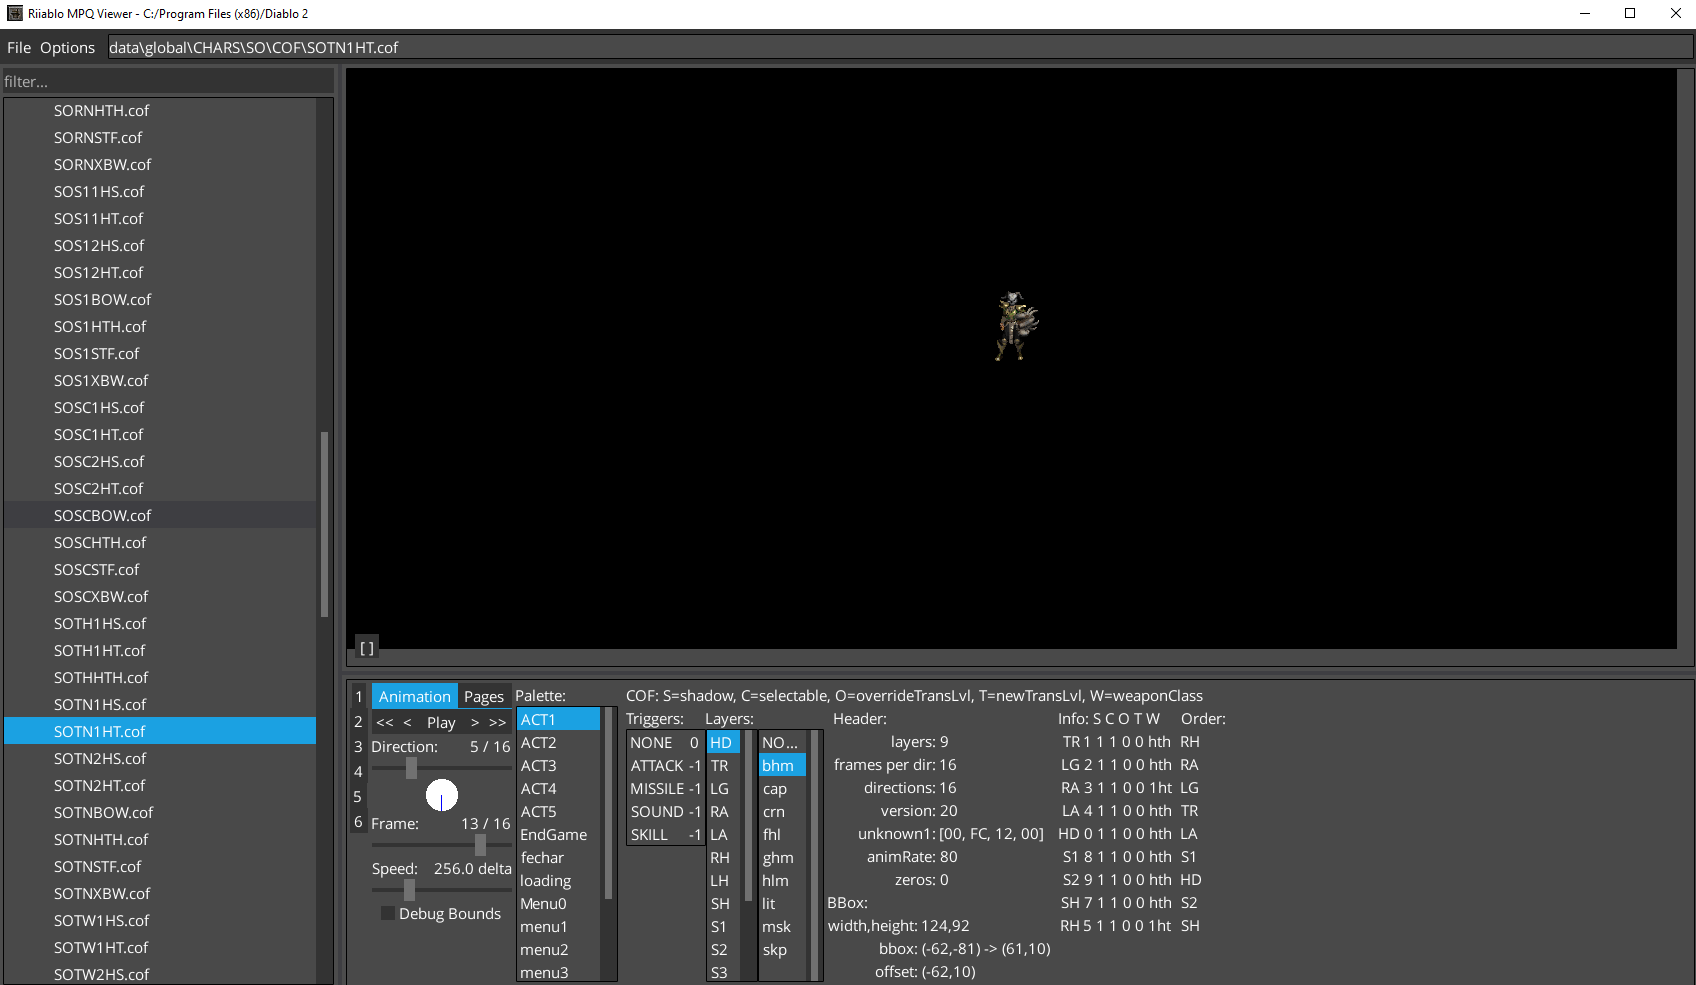 Riiablo MPQ Viewer - C:/Program Files (x86)/Diablo 2
File Options data\global\CHARS\SO\COF\SOTN1HT.cof
filter...
SORNHTH.cof
SORNSTF.cof
SORNXBW.cof
SOS11HS.cof
SOS11HT.cof
SOS12HS.cof
SOS12HT.cof
SOS1BOW.cof
SOS1HTH.cof
SOS1STF.cof
SOS1XBW.cof
SOSC1HS.cof
SOSC1HT.cof
SOSC2HS.cof
SOSC2HT.cof
SOSCBOW.cof
SOSCHTH.cof
SOSCSTF.cof
SOSCXBW.cof
SOTH1HS.cof
SOTH1HT.cof
SOTHHTH.cof
SOTN1HS.cof
SOTN1HT.cof
SOTN2HS.cof
SOTN2HT.cof
SOTNBOW.cof
SOTNHTH.cof
SOTNSTF.cof
SOTNXBW.cof
SOTW1HS.cof
SOTW1HT.cof
SOTW2HS.cof
[]
1
2
3
4
5
6
Animation Pages
<< < Play > >>
Direction: 5 / 16
Frame: 13 / 16
Speed: 256.0 delta
Debug Bounds
Palette:
ACT1
ACT2
ACT3
ACT4
ACT5
EndGame
fechar
loading
Menu0
menu1
menu2
menu3
COF: S=shadow, C=selectable, O=overrideTransLvl, T=newTransLvl, W=weaponClass
Triggers:
NONE 0
ATTACK -1
MISSILE -1
SOUND -1
SKILL -1
Layers:
HD
TR
LG
RA
LA
RH
LH
SH
S1
S2
S3
NO...
bhm
cap
crn
fhl
ghm
hlm
lit
msk
skp
Header:
layers: 9
frames per dir: 16
directions: 16
version: 20
unknown1: [00, FC, 12, 00]
animRate: 80
zeros: 0
BBox:
width,height: 124,92
bbox: (-62,-81) -> (61,10)
offset: (-62,10)
Info: S C O T W
TR 1 1 1 0 0 hth
LG 2 1 1 0 0 hth
RA 3 1 1 0 0 1ht
LA 4 1 1 0 0 hth
HD 0 1 1 0 0 hth
S1 8 1 1 0 0 hth
S2 9 1 1 0 0 hth
SH 7 1 1 0 0 hth
RH 5 1 1 0 0 1ht
Order:
RH
RA
LG
TR
LA
S1
HD
S2
SH